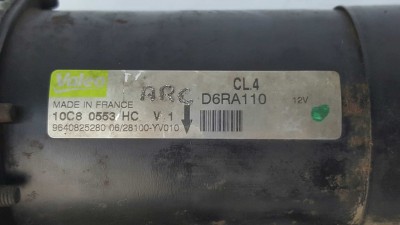 Valeo ARC CL.4
MADE IN FRANCE D6RA110 12V
10C8 0553 HC V 1
9640825280 06/28100-YV010